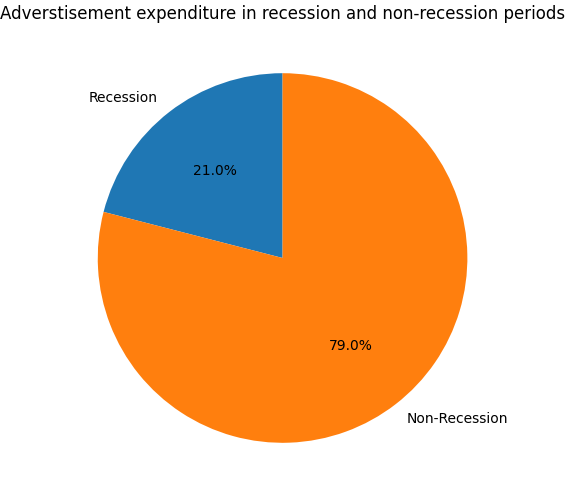 Adverstisement expenditure in recession and non-recession periods
Recession
21.0%
79.0%
Non-Recession